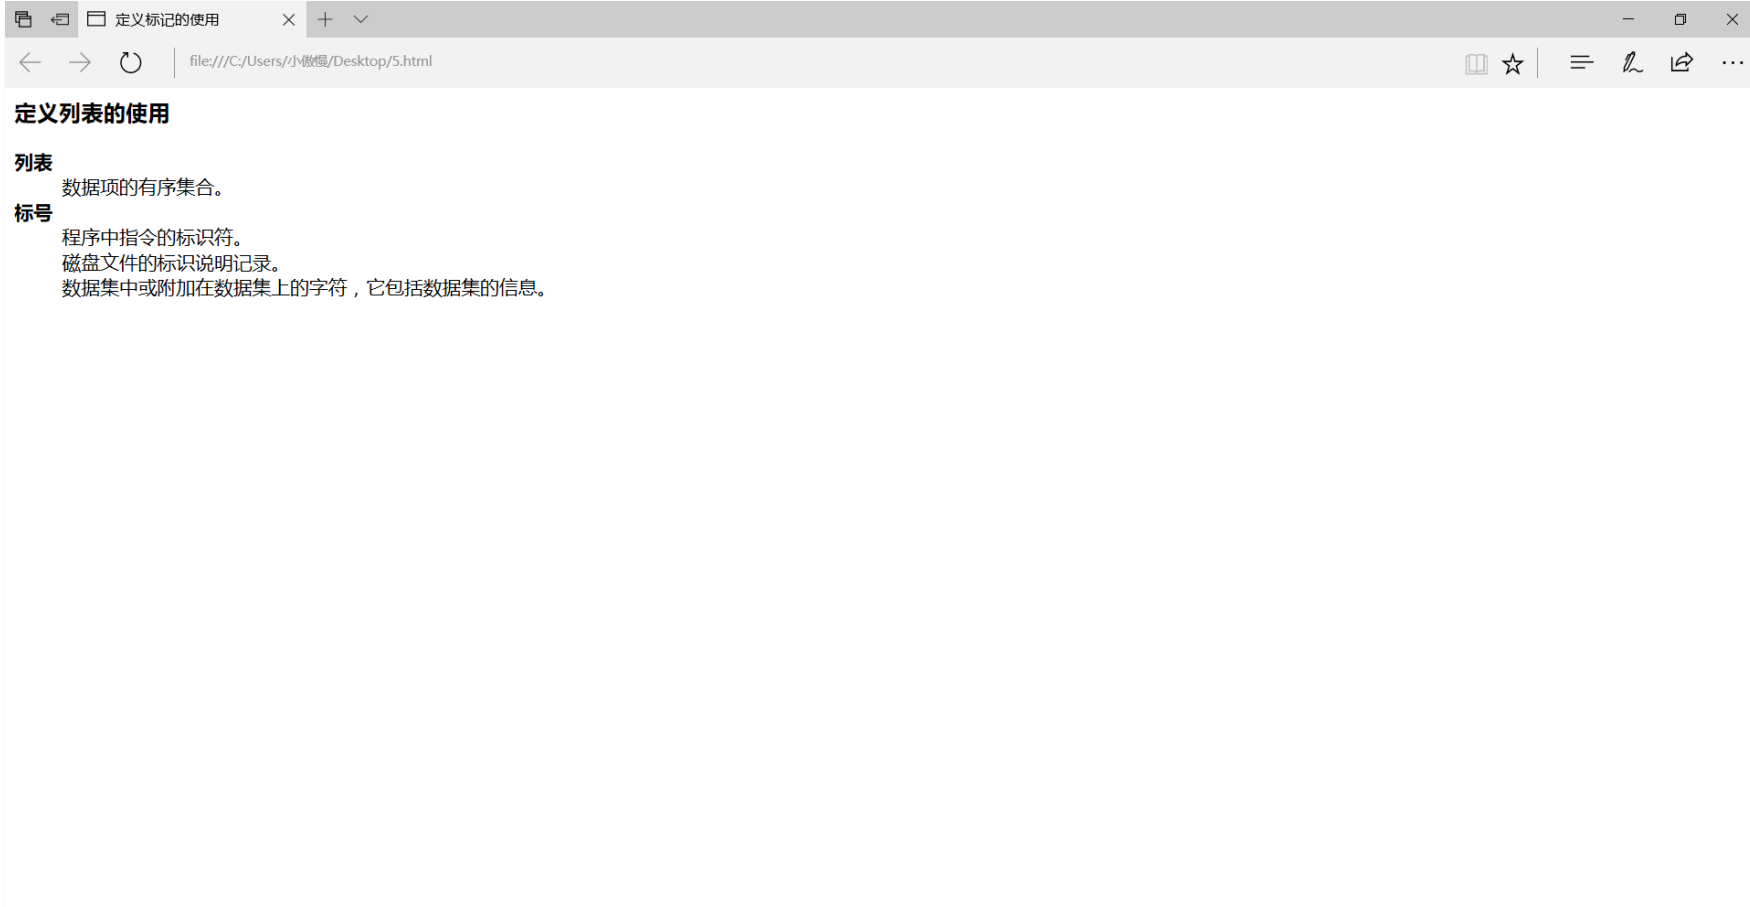 定义标记的使用
file:///C:/Users/小傲慢/Desktop/5.html
定义列表的使用
列表
数据项的有序集合。
标号
程序中指令的标识符。
磁盘文件的标识说明记录。
数据集中或附加在数据集上的字符，它包括数据集的信息。